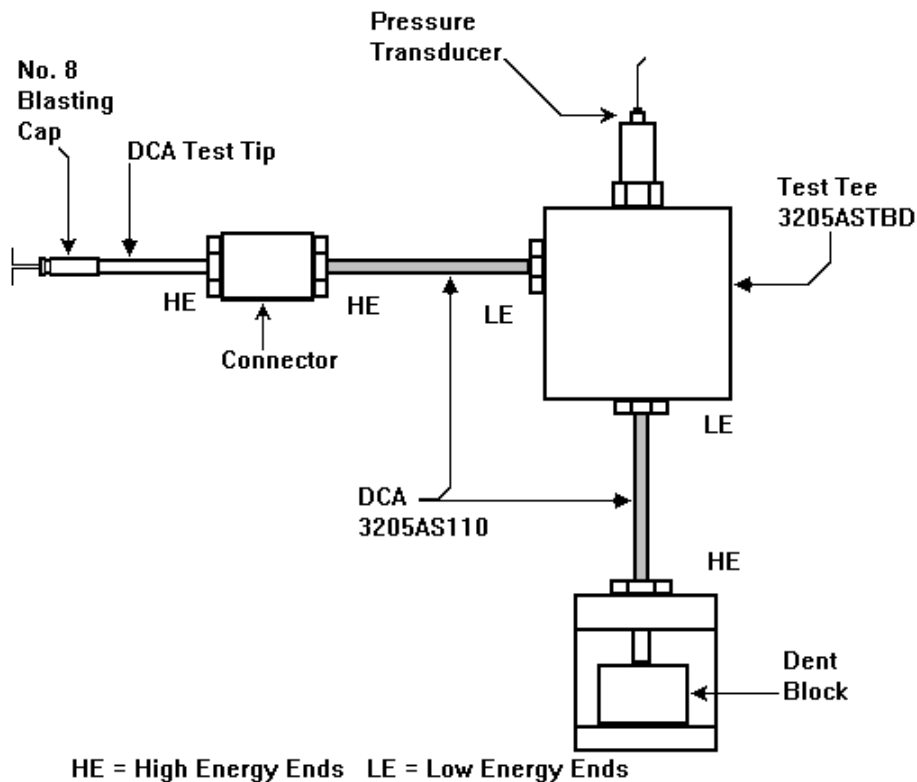 Pressure
Transducer
No. 8
Blasting
Cap
DCA Test Tip
Test Tee
3205ASTBD
HE
HE
LE
Connector
LE
DCA
3205AS110
HE
Dent
Block
HE = High Energy Ends LE = Low Energy Ends